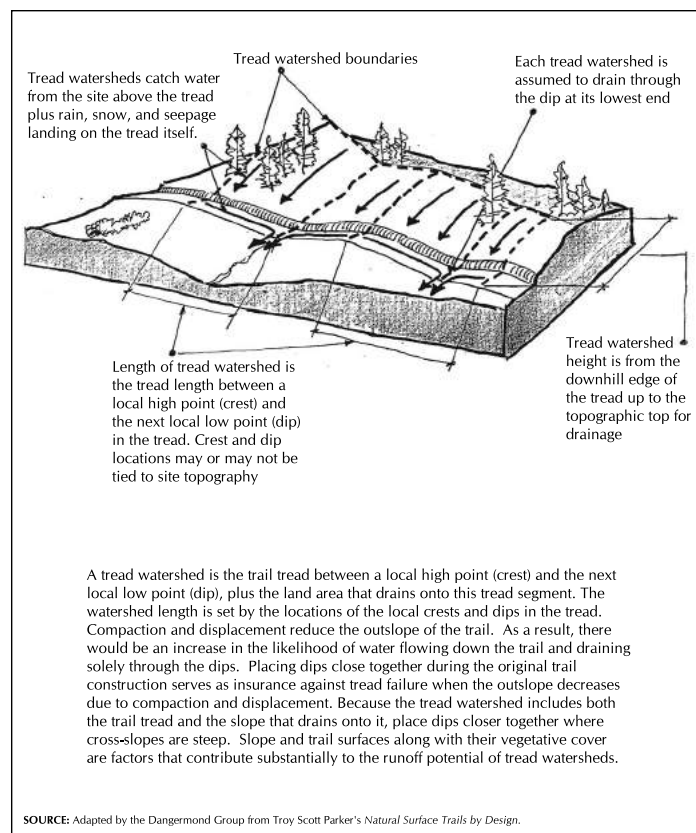 Tread watershed boundaries
Tread watersheds catch water
from the site above the tread
plus rain, snow, and seepage
landing on the tread itself.
Each tread watershed is
assumed to drain through
the dip at its lowest end
Length of tread watershed is
the tread length between a
local high point (crest) and
the next local low point (dip)
in the tread. Crest and dip
locations may or may not be
tied to site topography
Tread watershed
height is from the
downhill edge of
the tread up to the
topographic top for
drainage
A tread watershed is the trail tread between a local high point (crest) and the next
local low point (dip), plus the land area that drains onto this tread segment. The
watershed length is set by the locations of the local crests and dips in the tread.
Compaction and displacement reduce the outslope of the trail.  As a result, there
would be an increase in the likelihood of water flowing down the trail and draining
solely through the dips.  Placing dips close together during the original trail
construction serves as insurance against tread failure when the outslope decreases
due to compaction and displacement. Because the tread watershed includes both
the trail tread and the slope that drains onto it, place dips closer together where
cross-slopes are steep.  Slope and trail surfaces along with their vegetative cover
are factors that contribute substantially to the runoff potential of tread watersheds.
SOURCE: Adapted by the Dangermond Group from Troy Scott Parker's Natural Surface Trails by Design.